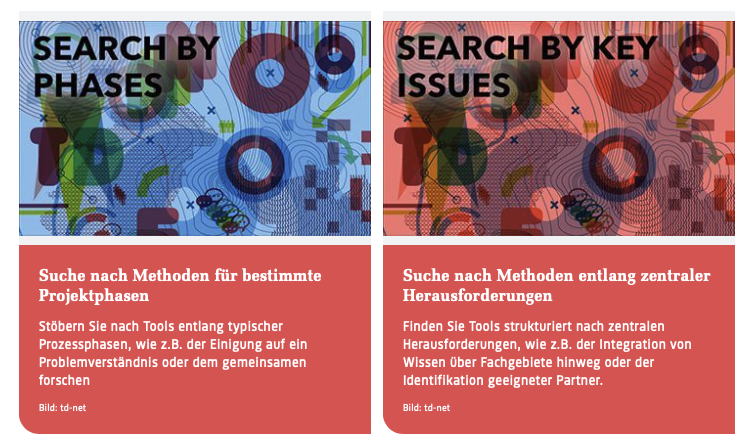 SEARCH BY
PHASES
Suche nach Methoden für bestimmte
Projektphasen
Stöbern Sie nach Tools entlang typischer
Prozessphasen, wie z.B. der Einigung auf ein
Problemverständnis oder dem gemeinsamen
forschen
Bild: td-net
SEARCH BY KEY
ISSUES
Suche nach Methoden entlang zentraler
Herausforderungen
Finden Sie Tools strukturiert nach zentralen
Herausforderungen, wie z.B. der Integration von
Wissen über Fachgebiete hinweg oder der
Identifikation geeigneter Partner.
Bild: td-net